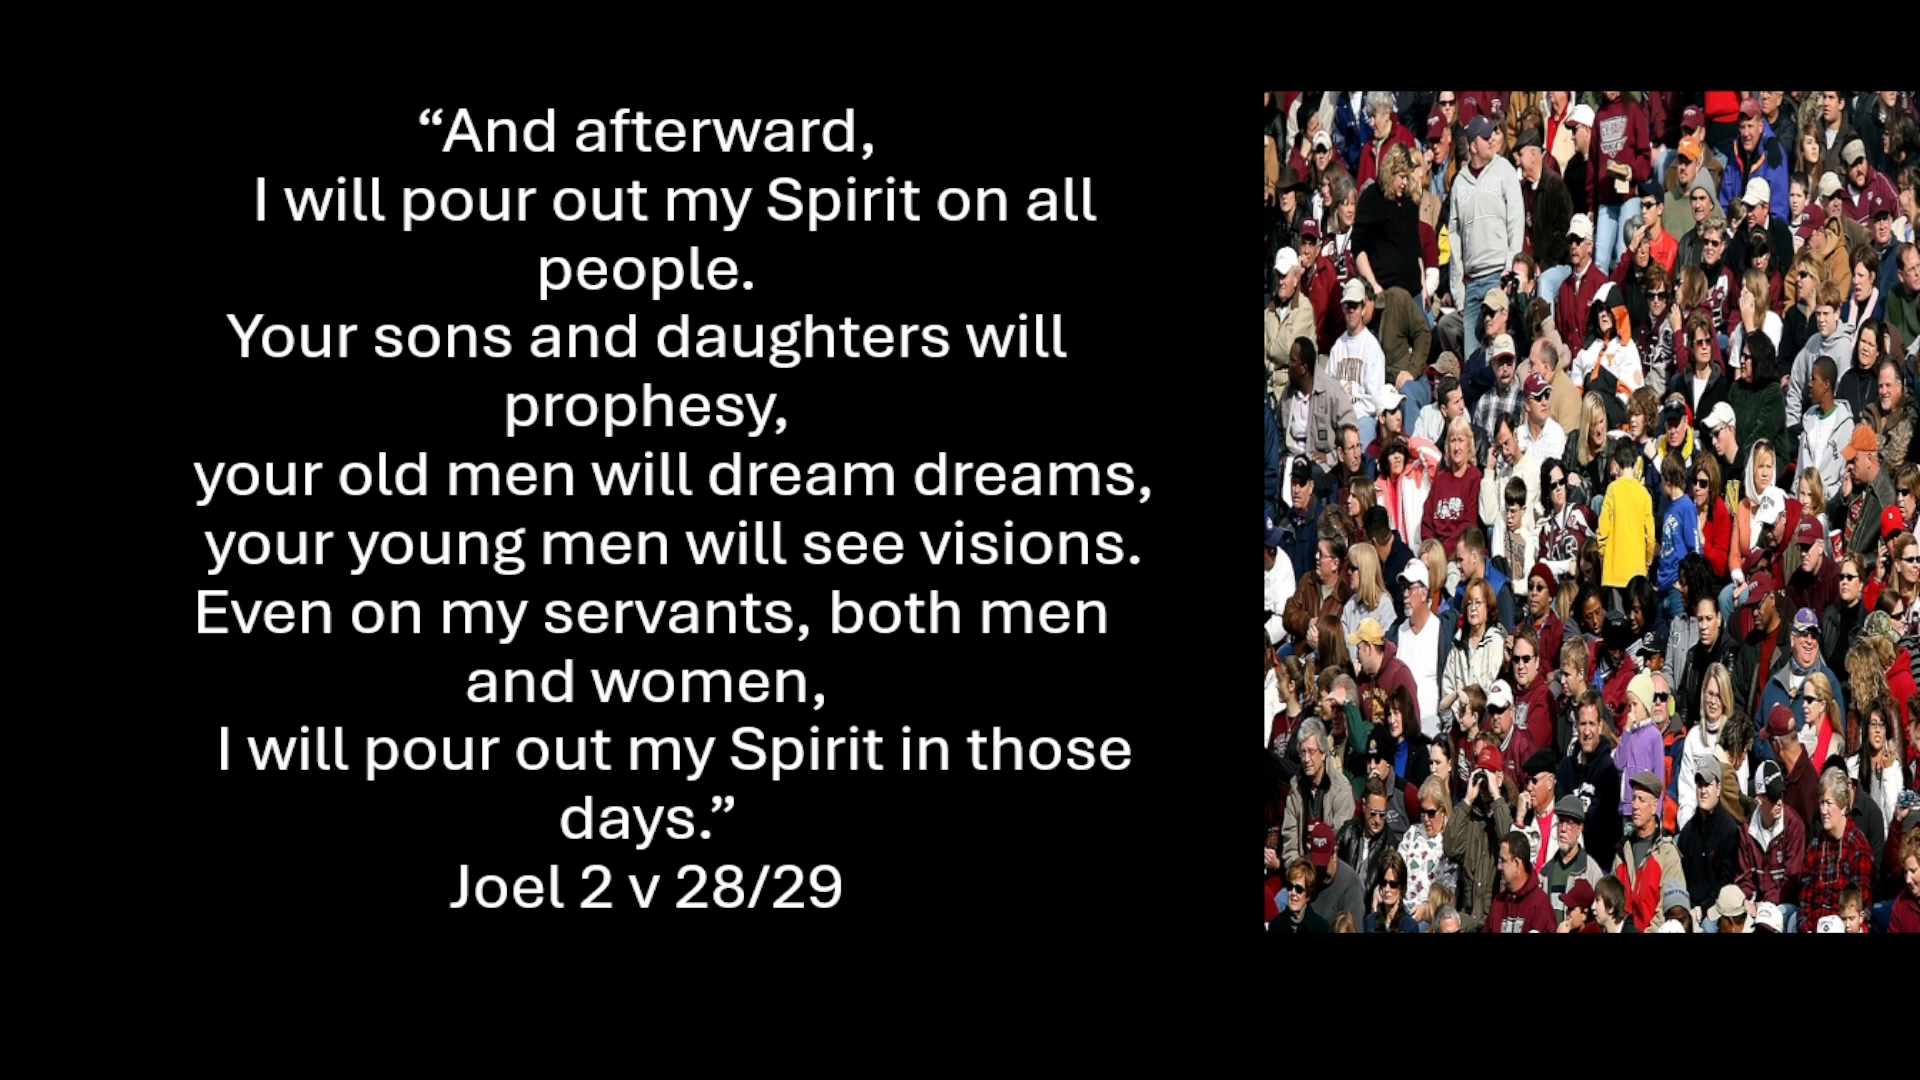 “And afterward,
I will pour out my Spirit on all
people.
Your sons and daughters will
prophesy,
your old men will dream dreams,
your young men will see visions.
Even on my servants, both men
and women,
I will pour out my Spirit in those
days.”
Joel 2 v 28/29